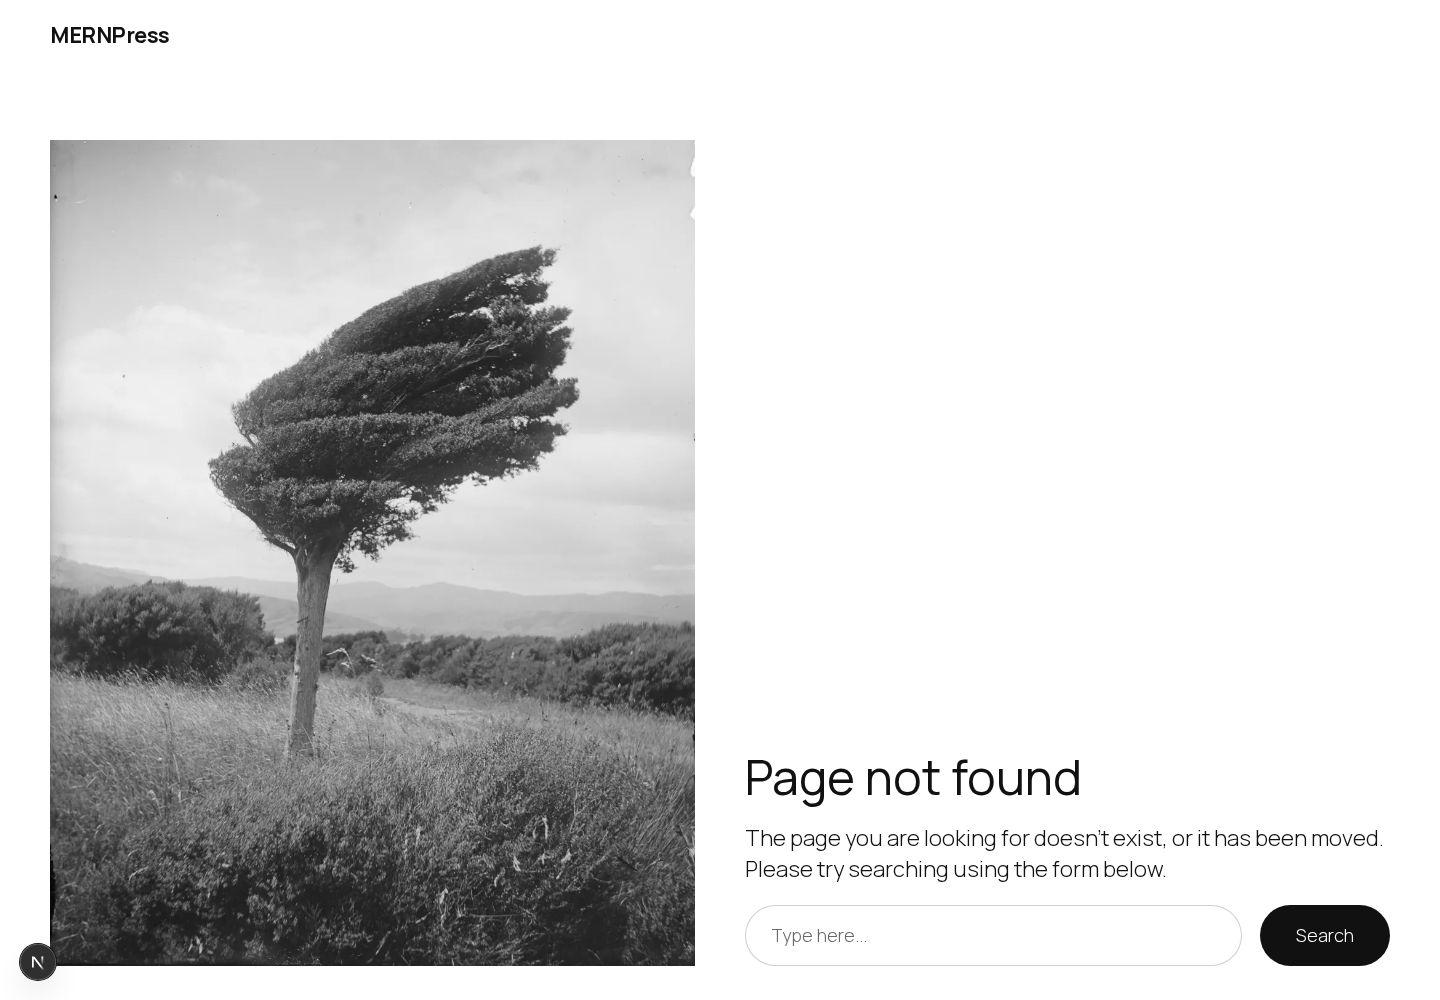 MERNPress
Page not found
The page you are looking for doesn't exist, or it has been moved.
Please try searching using the form below.
Type here...
Search
N